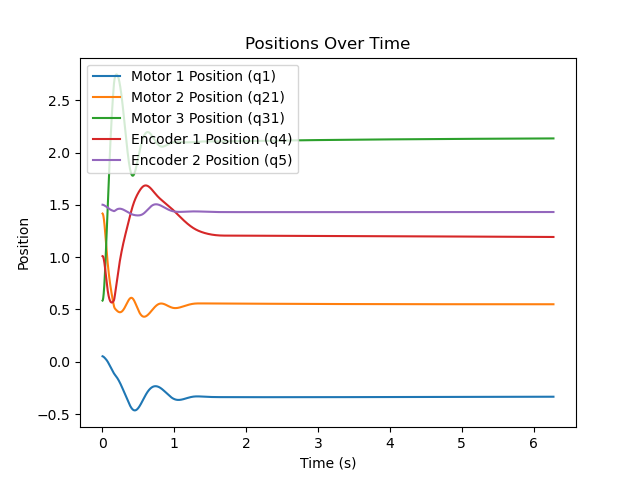 Positions Over Time
Motor 1 Position (q1)
Motor 2 Position (q21)
Motor 3 Position (q31)
Encoder 1 Position (q4)
Encoder 2 Position (q5)
Position
2.5
2.0
1.5
1.0
0.5
0.0
−0.5
0 1 2 3 4 5 6
Time (s)